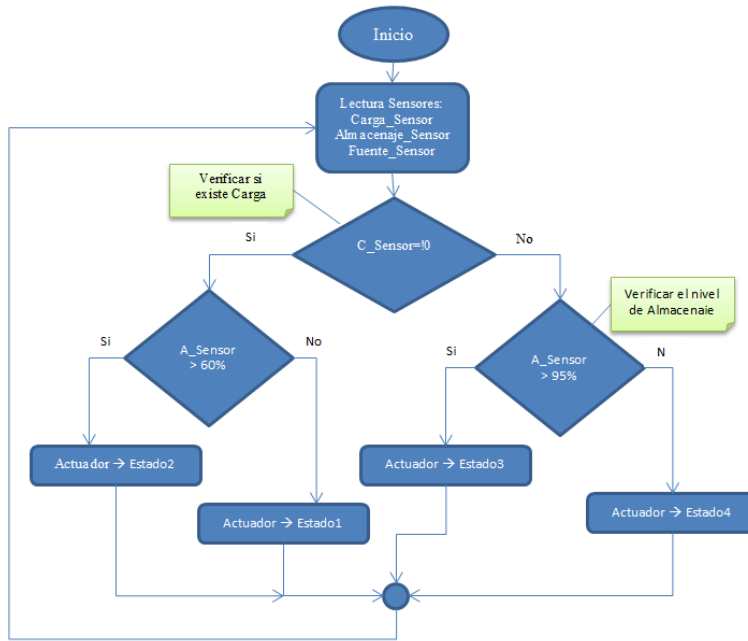 Inicio
Lectura Sensores:
Carga_Sensor
Almacenaje_Sensor
Fuente_Sensor
Verificar si
existe Carga
Si
C_Sensor=!0
No
Verificar el nivel
de Almacenaie
Si
A_Sensor
> 60%
No
Si
A_Sensor
> 95%
N
Actuador → Estado2
Actuador → Estado3
Actuador → Estado1
Actuador → Estado4